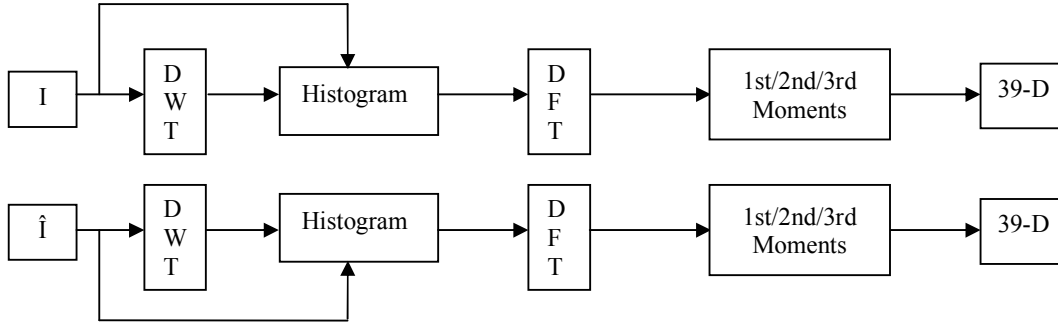 I
D
W
T
Histogram
D
F
T
1st/2nd/3rd
Moments
39-D
Î
D
W
T
Histogram
D
F
T
1st/2nd/3rd
Moments
39-D